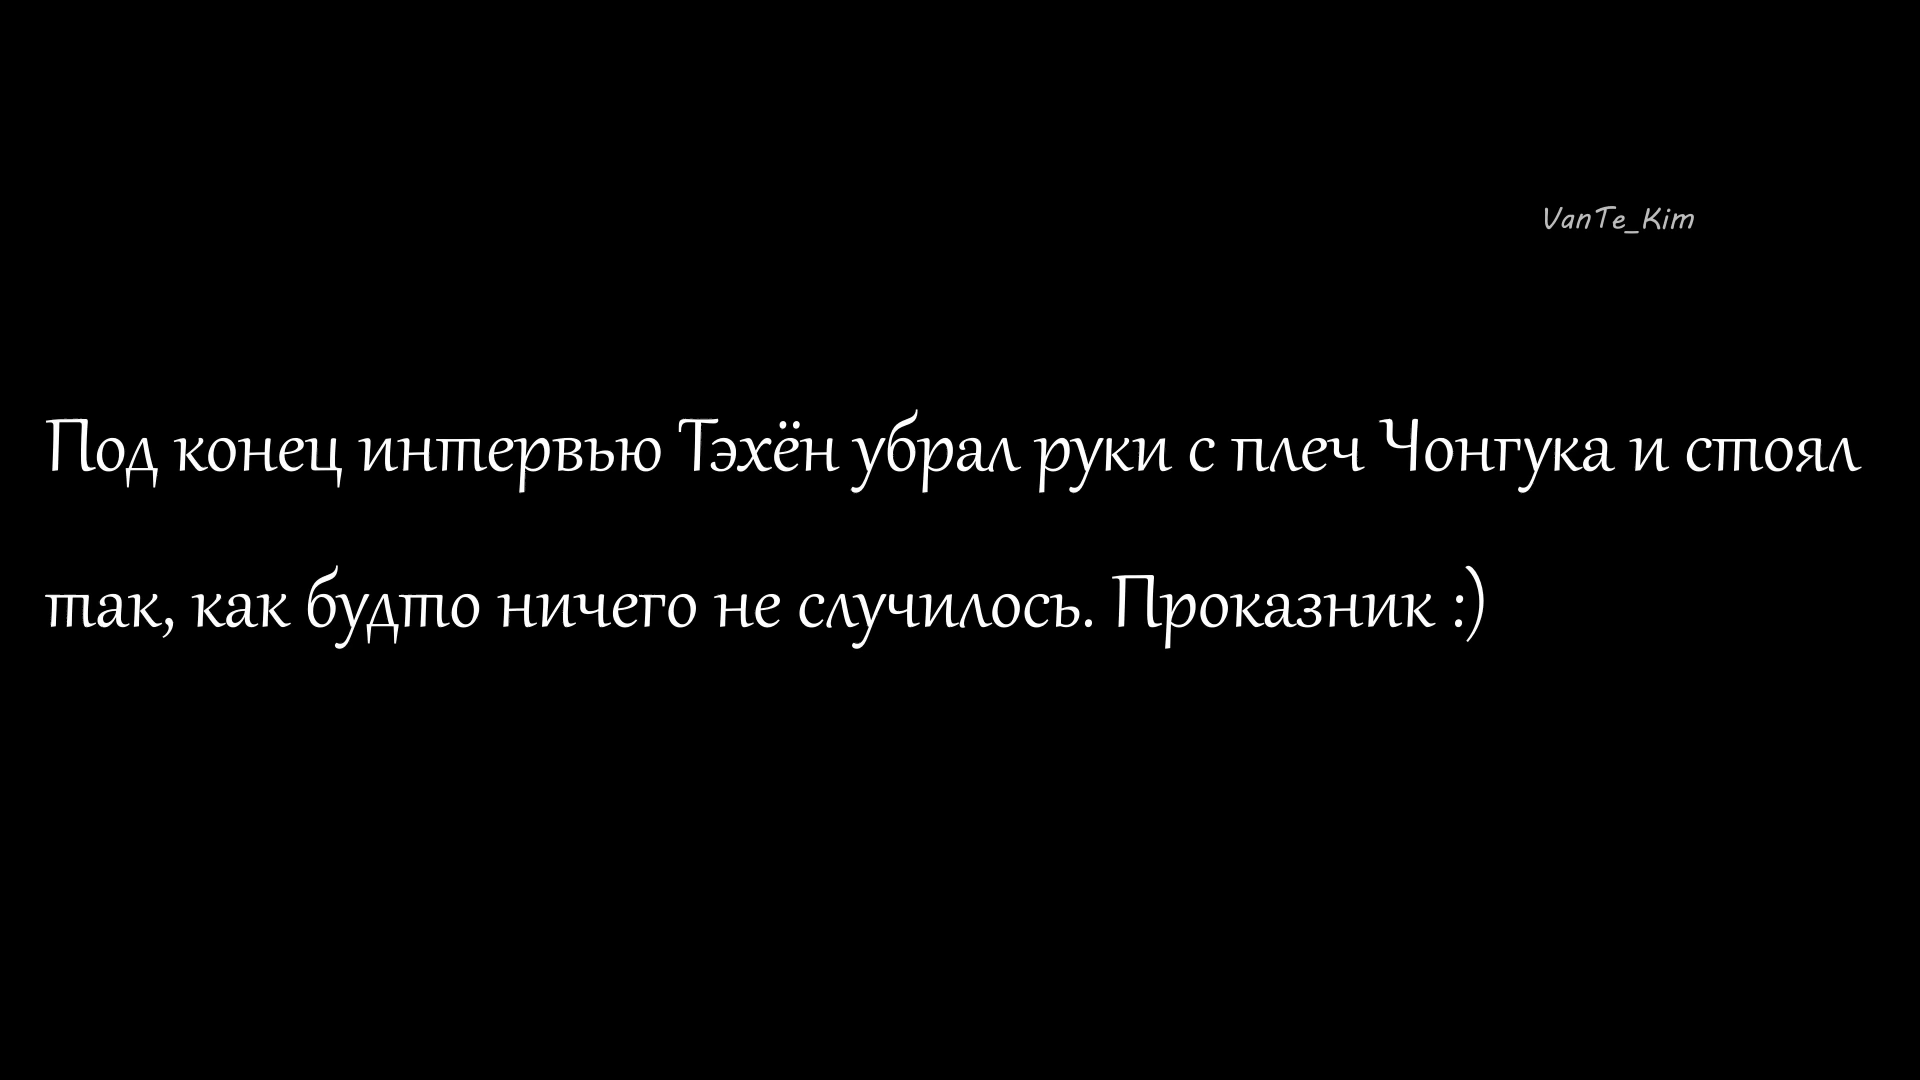 VanTe_Kim
Под конец интервью Тэхён убрал руки с плеч Чонгука и стоял
так, как будто ничего не случилось. Проказник :)